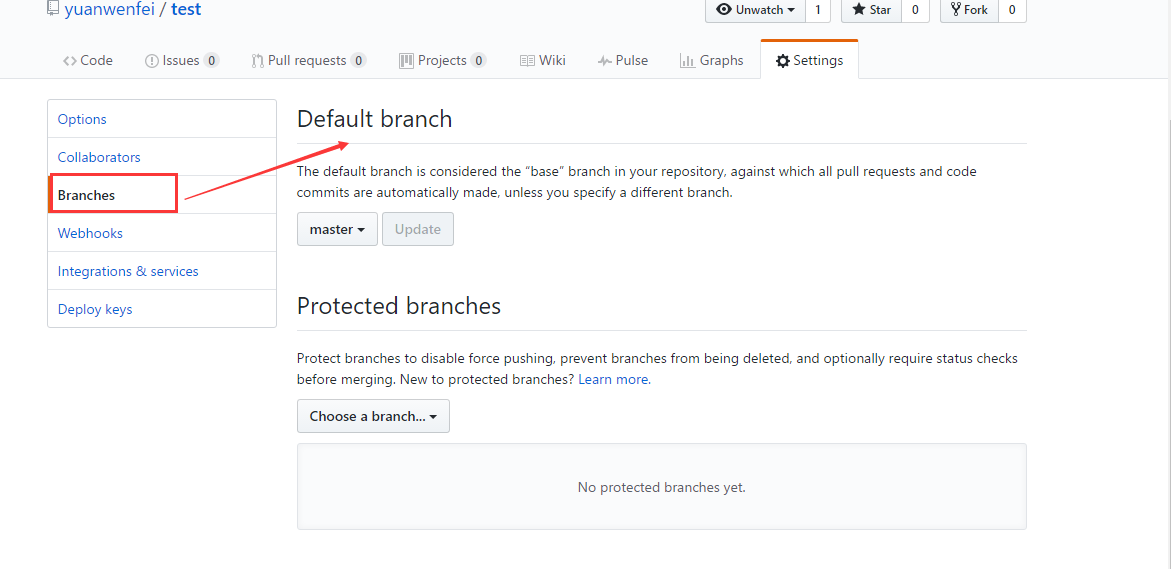 yuanwenfei / test
Unwatch 1 Star 0 Fork 0
Code Issues 0 Pull requests 0 Projects 0 Wiki Pulse Graphs Settings
Options
Collaborators
Branches
Webhooks
Integrations & services
Deploy keys
Default branch
The default branch is considered the “base” branch in your repository, against which all pull requests and code
commits are automatically made, unless you specify a different branch.
master Update
Protected branches
Protect branches to disable force pushing, prevent branches from being deleted, and optionally require status checks
before merging. New to protected branches? Learn more.
Choose a branch...
No protected branches yet.